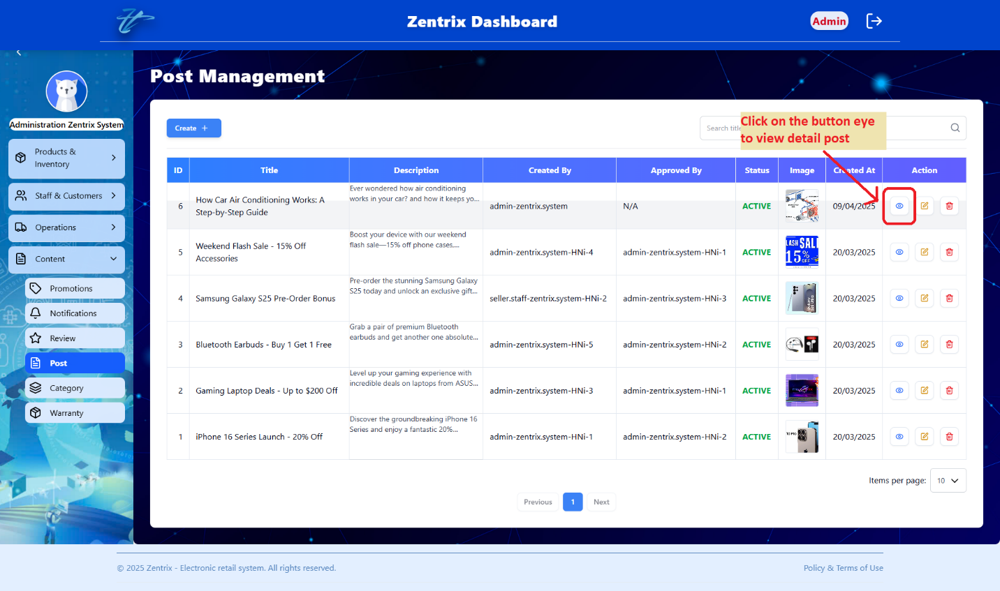 Zentrix Dashboard
Admin
Administration Zentrix System
Products &
Inventory
Staff & Customers
Operations
Content
Promotions
Notifications
Review
Post
Category
Warranty
Post Management
Create +
Search title
Click on the button eye
to view detail post
ID Title Description Created By Approved By Status Image Created At Action
6
How Car Air Conditioning Works: A
Step-by-Step Guide
Ever wondered how air conditioning
works in your car? and how it keeps yo...
admin-zentrix.system
N/A
ACTIVE
09/04/2025
5
Weekend Flash Sale - 15% Off
Accessories
Boost your device with our weekend
flash sale—15% off phone cases,...
admin-zentrix.system-HNi-4
admin-zentrix.system-HNi-1
ACTIVE
LASH SALE
15% OFF
20/03/2025
4
Samsung Galaxy S25 Pre-Order Bonus
Pre-order the stunning Samsung Galaxy
S25 today and unlock an exclusive gift...
seller.staff-zentrix.system-HNi-2
admin-zentrix.system-HNi-3
ACTIVE
20/03/2025
3
Bluetooth Earbuds - Buy 1 Get 1 Free
Grab a pair of premium Bluetooth
earbuds and get another one absolute...
admin-zentrix.system-HNi-5
admin-zentrix.system-HNi-2
ACTIVE
20/03/2025
2
Gaming Laptop Deals - Up to $200 Off
Level up your gaming experience with
incredible deals on laptops from ASUS...
admin-zentrix.system-HNi-3
admin-zentrix.system-HNi-1
ACTIVE
20/03/2025
1
iPhone 16 Series Launch - 20% Off
Discover the groundbreaking iPhone 16
Series and enjoy a fantastic 20%...
admin-zentrix.system-HNi-1
admin-zentrix.system-HNi-2
ACTIVE
20/03/2025
Items per page: 10
Previous 1 Next
© 2025 Zentrix - Electronic retail system. All rights reserved.
Policy & Terms of Use